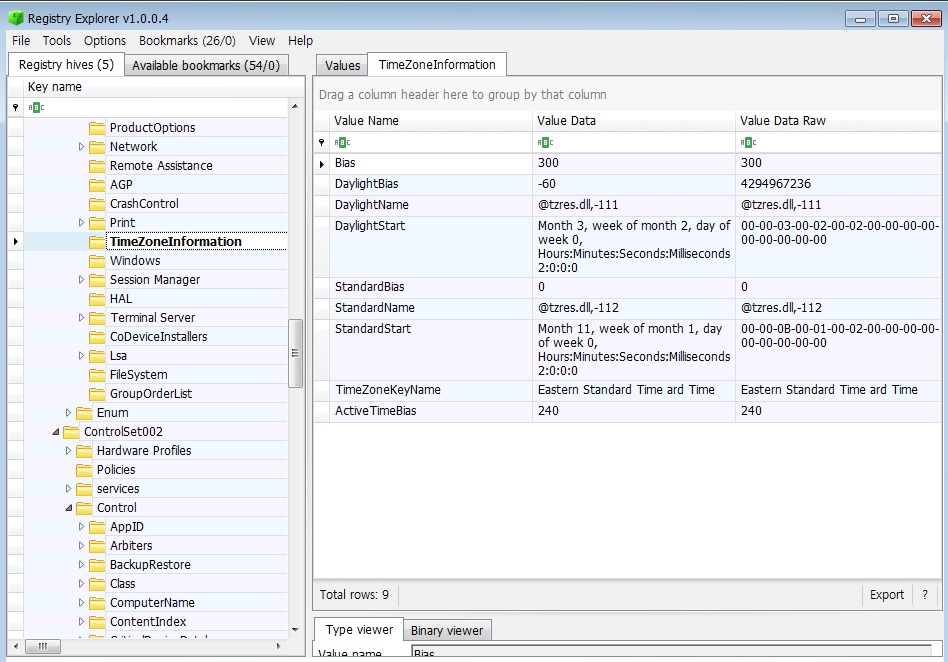 Registry Explorer v1.0.0.4
File Tools Options Bookmarks (26/0) View Help
Registry hives (5) Available bookmarks (54/0)
Key name
ProductOptions
Network
Remote Assistance
AGP
CrashControl
Print
TimeZoneInformation
Windows
Session Manager
HAL
Terminal Server
CoDeviceInstallers
Lsa
FileSystem
GroupOrderList
Enum
ControlSet002
Hardware Profiles
Policies
services
Control
AppID
Arbiters
BackupRestore
Class
ComputerName
ContentIndex
Values TimeZoneInformation
Drag a column header here to group by that column
Value Name Value Data Value Data Raw
Bias 300 300
DaylightBias -60 4294967236
DaylightName @tzres.dll,-111 @tzres.dll,-111
DaylightStart Month 3, week of month 2, day of 00-00-03-00-02-00-02-00-00-00-00-
week 0, 00-00-00-00-00
Hours:Minutes:Seconds:Milliseconds
2:0:0:0
StandardBias 0 0
StandardName @tzres.dll,-112 @tzres.dll,-112
StandardStart Month 11, week of month 1, day 00-00-0B-00-01-00-02-00-00-00-00-
of week 0, 00-00-00-00-00
Hours:Minutes:Seconds:Milliseconds
2:0:0:0
TimeZoneKeyName Eastern Standard Time ard Time Eastern Standard Time ard Time
ActiveTimeBias 240 240
Total rows: 9 Export ?
Type viewer Binary viewer
Value name Bias